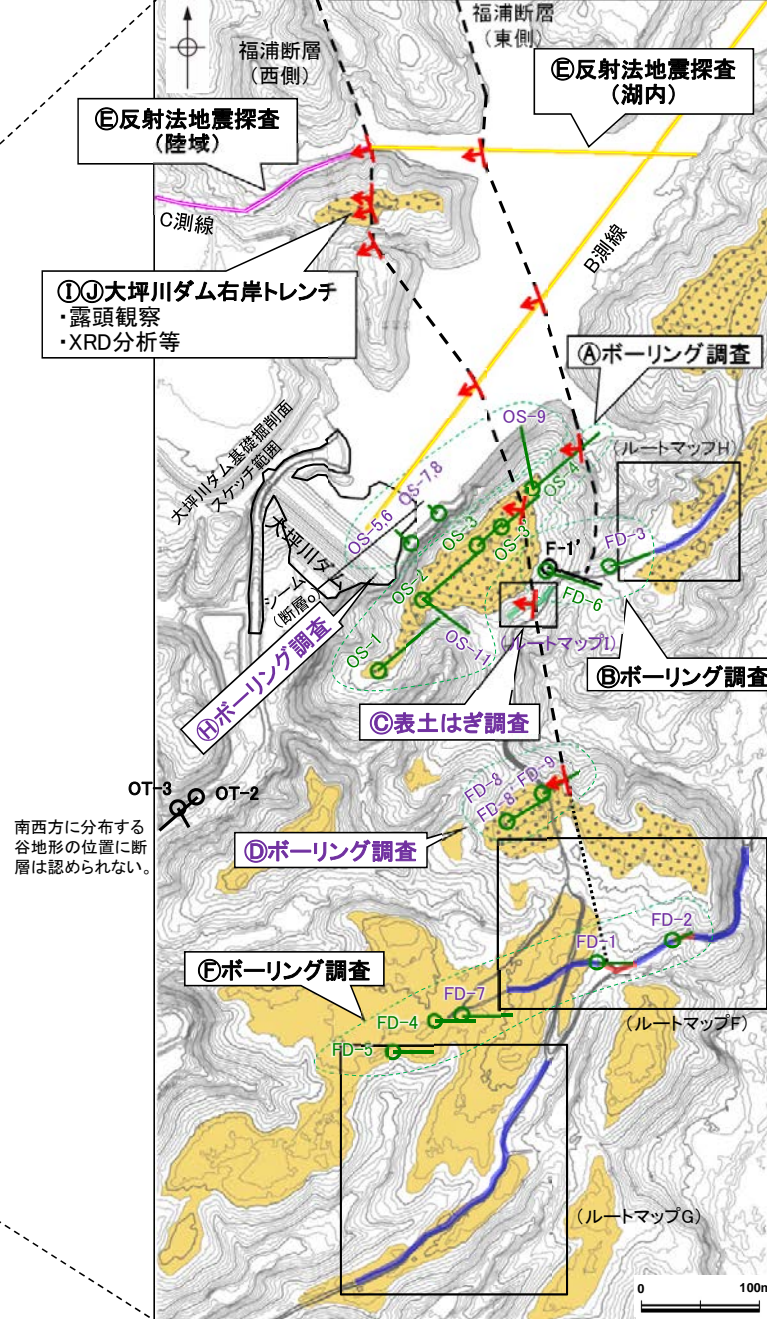 福浦断層
(西側)
福浦断層
(東側)
Ⓔ反射法地震探査
(湖内)
Ⓔ反射法地震探査
(陸域)
C測線
B測線
ⒾⒿ大坪川ダム右岸トレンチ
・露頭観察
・XRD分析等
Ⓐボーリング調査
(ルートマップH)
OS-9
OS-4
大坪川ダム基礎掘削面
スケッチ範囲
OS-7,8
OS-5,6
OS-3
OS-3'
大坪川ダム
F-1'
FD-3
シーム
(断層o
OS-2
FD-6
OS-11
(ルートマップI)
OS-1
Ⓗボーリング調査
Ⓑボーリング調査
Ⓒ表土はぎ調査
OT-3
OT-2
FD-8
FD-8'
FD-9
南西方に分布する
谷地形の位置に断
層は認められない。
Ⓓボーリング調査
FD-2
FD-1
Ⓕボーリング調査
FD-7
FD-4
(ルートマップF)
FD-5
(ルートマップG)
0
100m